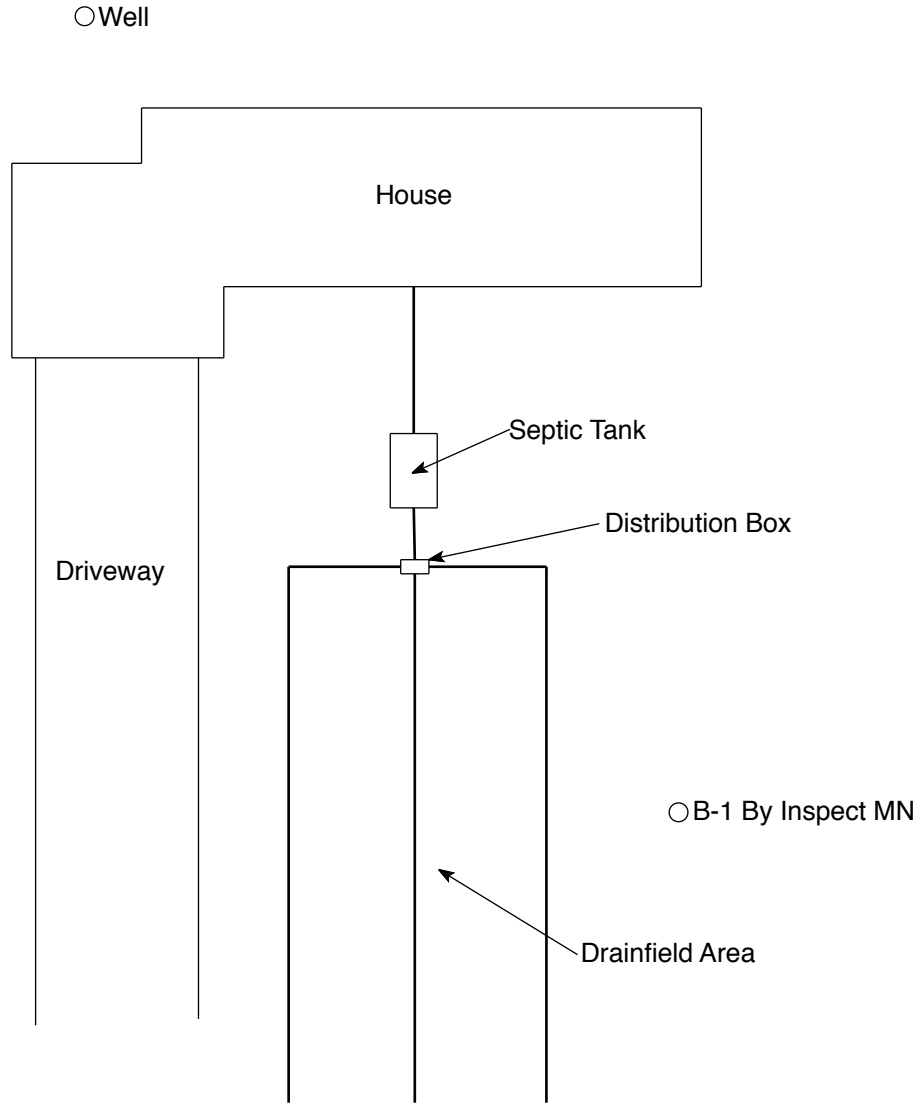 Well
House
Septic Tank
Distribution Box
Driveway
B-1 By Inspect MN
Drainfield Area